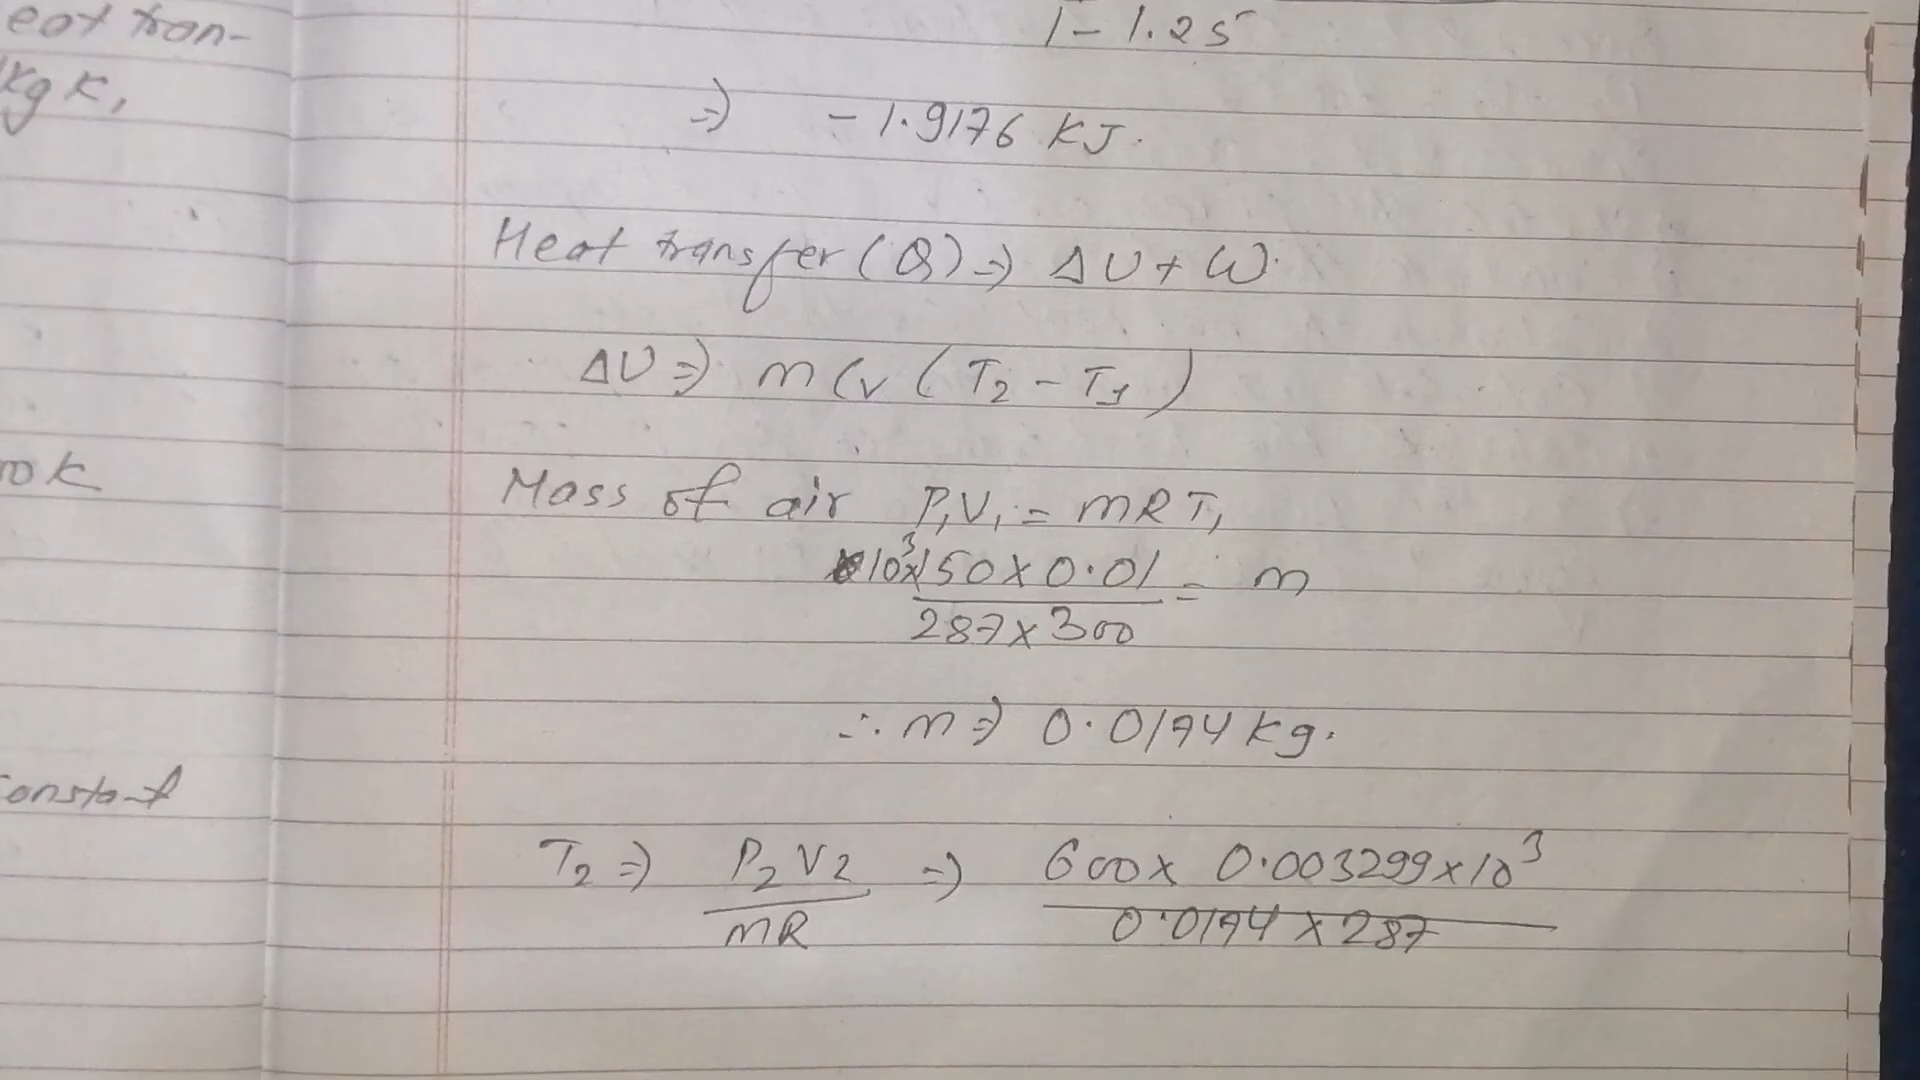 eat tran-
kg K,
ok
constant
1 - 1.25
=> - 1.9176 KJ.
Heat transfer (Q) => ΔU + W.
ΔU => m Cv (T2 - T1)
Mass of air P1V1 = mRT1
10³×150×0.01 = m
287×300
∴ m => 0.0174 kg.
T2 => P2V2 => 600× 0.003299×10³
mR 0.0174×287